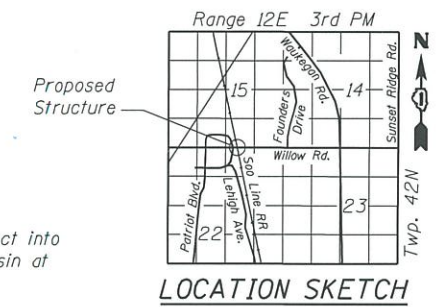 Range 12E 3rd PM
N
Proposed
Structure
15
Waukegan Rd.
14
Founders
Drive
Sunset Ridge Rd.
Willow Rd.
Patriot Blvd.
Lehigh Ave.
Soo Line RR
22
23
Twp. 42N
ct into
sin at
LOCATION SKETCH